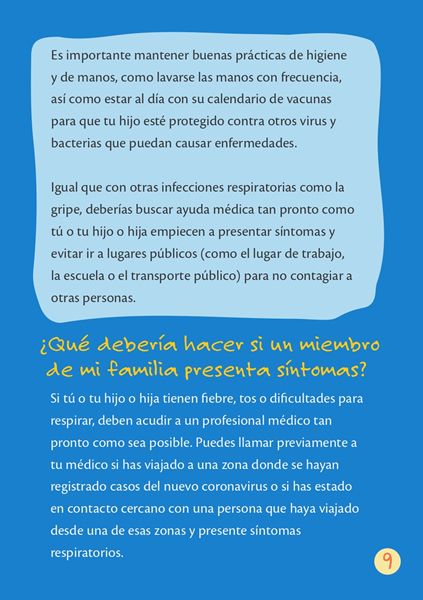 Es importante mantener buenas prácticas de higiene
y de manos, como lavarse las manos con frecuencia,
así como estar al día con su calendario de vacunas
para que tu hijo esté protegido contra otros virus y
bacterias que puedan causar enfermedades.
Igual que con otras infecciones respiratorias como la
gripe, deberías buscar ayuda médica tan pronto como
tú o tu hijo o hija empiecen a presentar síntomas y
evitar ir a lugares públicos (como el lugar de trabajo,
la escuela o el transporte público) para no contagiar a
otras personas.
¿Qué debería hacer si un miembro
de mi familia presenta síntomas?
Si tú o tu hijo o hija tienen fiebre, tos o dificultades para
respirar, deben acudir a un profesional médico tan
pronto como sea posible. Puedes llamar previamente a
tu médico si has viajado a una zona donde se hayan
registrado casos del nuevo coronavirus o si has estado
en contacto cercano con una persona que haya viajado
desde una de esas zonas y presente síntomas
respiratorios.
9